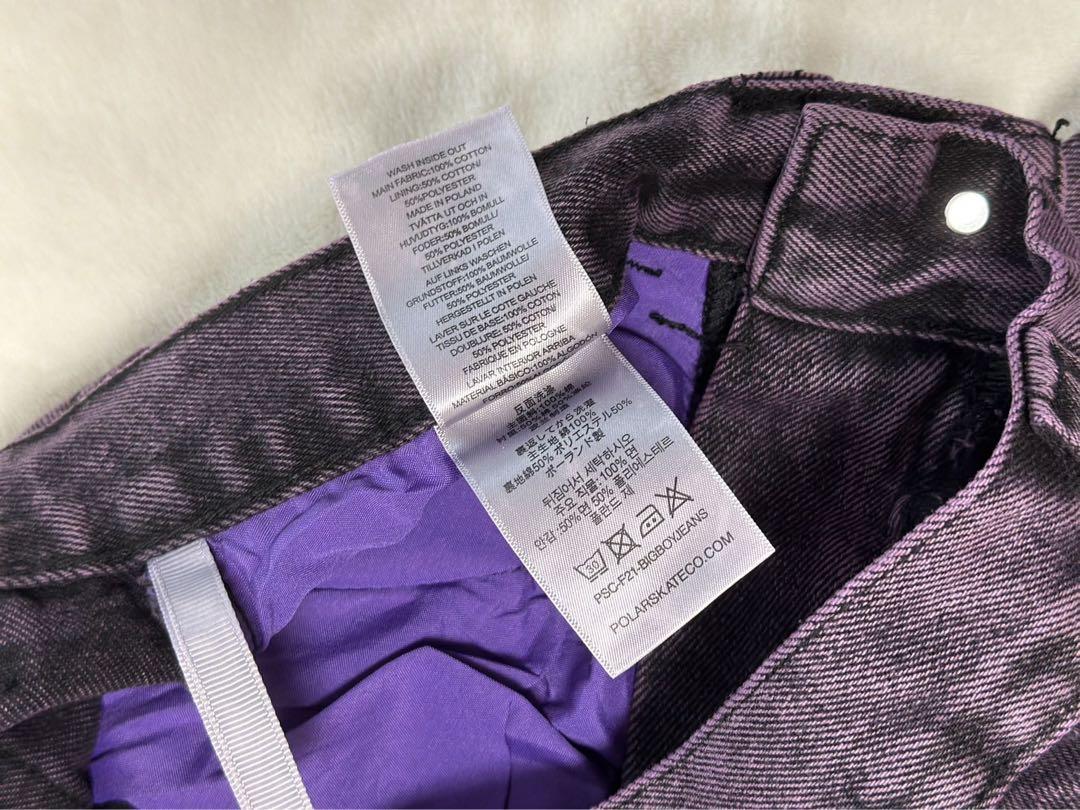 WASH INSIDE OUT
MAIN FABRIC:100% COTTON
LINING:50% COTTON/
50%POLYESTER
MADE IN POLAND
TVÄTTA UT OCH IN
HUVUDTYG:100% BOMULL
FODER:50% BOMULL/
50% POLYESTER
TILLVERKAD I POLEN
AUF LINKS WASCHEN
GRUNDSTOFF:100% BAUMWOLLE
FUTTER:50% BAUMWOLLE/
50% POLYESTER
HERGESTELLT IN POLEN
LAVER SUR LE COTE GAUCHE
TISSU DE BASE:100% COTON
DOUBLURE: 50% COTON/
50% POLYESTER
FABRIQUE EN POLOGNE
LAVAR INTERIOR ARRIBA
MATERIAL BÁSICO:100% ALGODÓN
反面洗滌
裏返してから洗濯
主生地 綿100%
裏地綿50% ポリエステル50%
ポーランド製
뒤집어서 세탁하시오
주요 직물:100% 면
안감 :50% 면 50% 폴리에스테르
폴란드 제
30
PSC-F21-BIGBOYJEANS
POLARSKATECO.COM